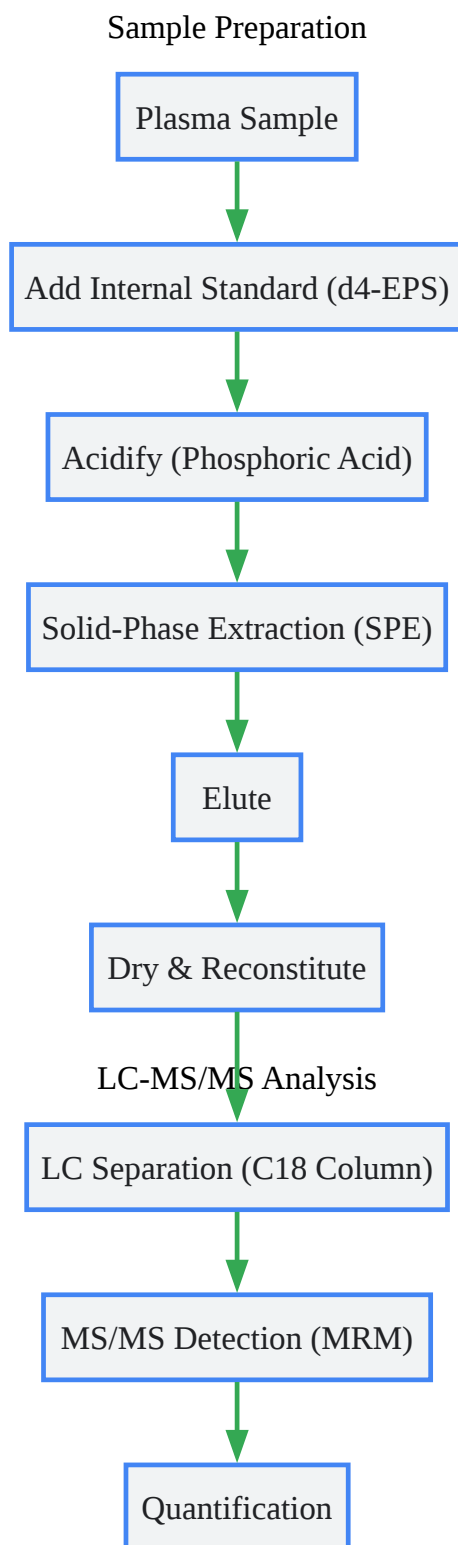 Sample Preparation
Plasma Sample
Add Internal Standard (d4-EPS)
Acidify (Phosphoric Acid)
Solid-Phase Extraction (SPE)
Elute
Dry & Reconstitute
LC-MS/MS Analysis
LC Separation (C18 Column)
MS/MS Detection (MRM)
Quantification